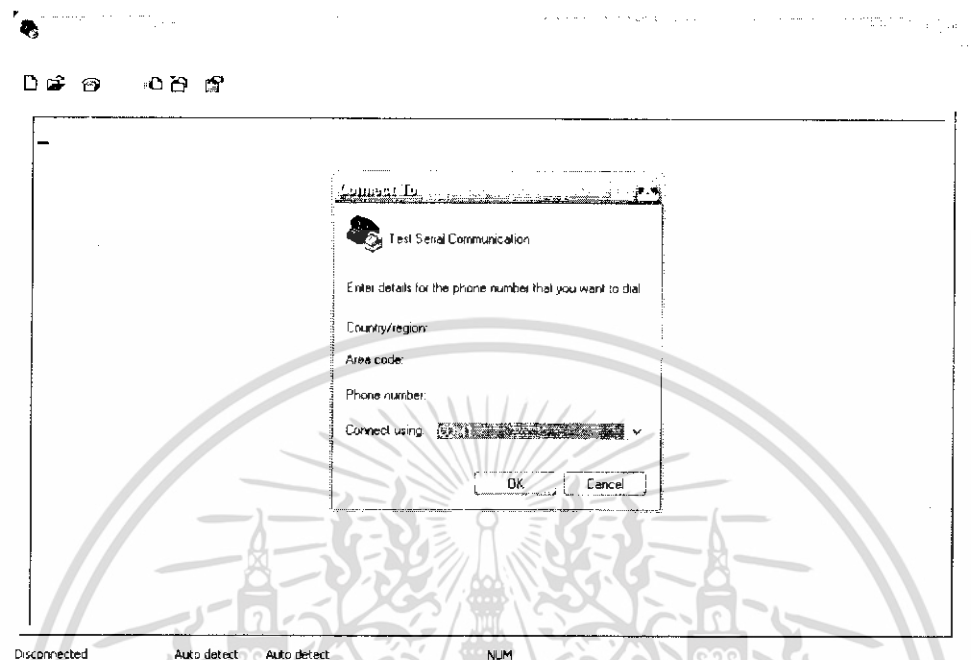 Connect To
Test Serial Communication
Enter details for the phone number that you want to dial
Country/region:
Area code:
Phone number:
Connect using:
OK Cancel
Disconnected Auto detect Auto detect NUM